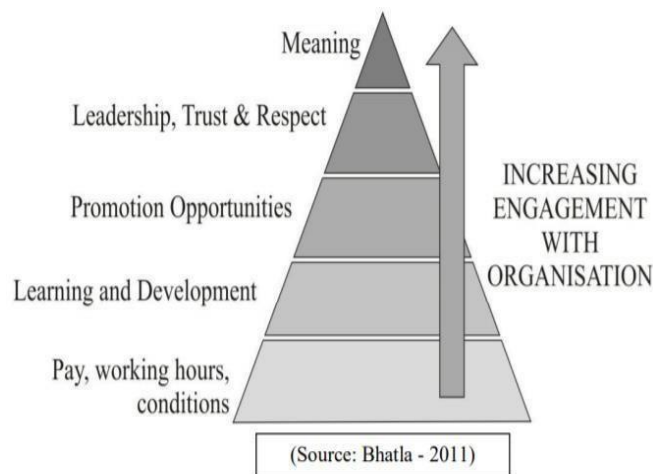 Meaning
Leadership, Trust & Respect
Promotion Opportunities
Learning and Development
Pay, working hours,
conditions
INCREASING
ENGAGEMENT
WITH
ORGANISATION
(Source: Bhatla - 2011)